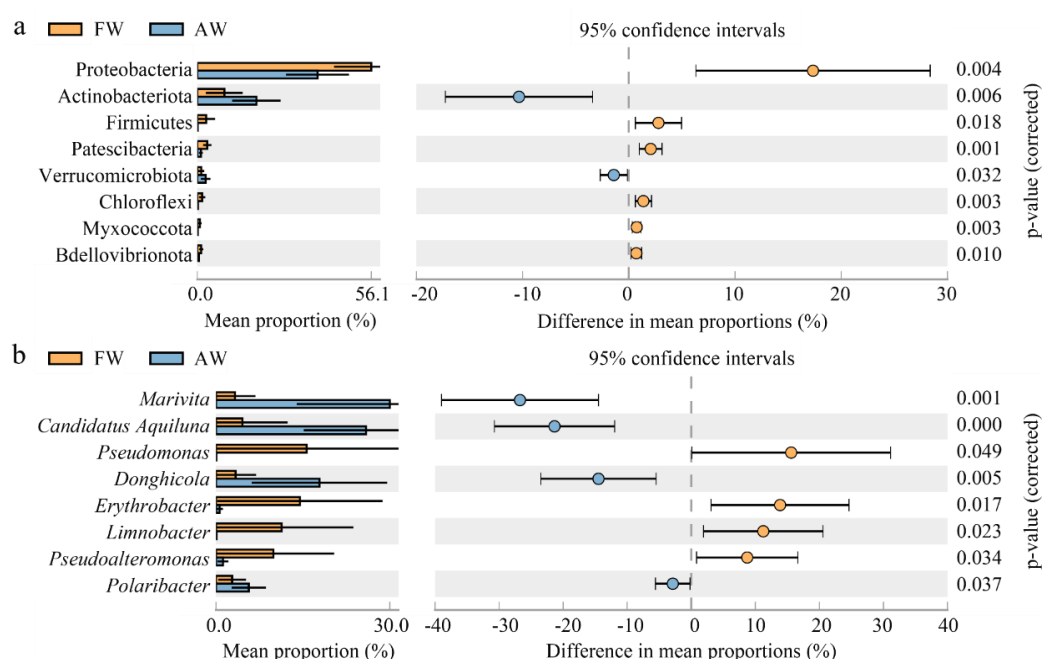 a FW AW 95% confidence intervals
Proteobacteria 0.004
Actinobacteriota 0.006
Firmicutes 0.018
Patescibacteria 0.001
Verrucomicrobiota 0.032
Chloroflexi 0.003
Myxococcota 0.003
Bdellovibrionota 0.010
p-value (corrected)
0.0 56.1 -20 -10 0 10 20 30
Mean proportion (%) Difference in mean proportions (%)
b FW AW 95% confidence intervals
Marivita 0.001
Candidatus Aquiluna 0.000
Pseudomonas 0.049
Donghicola 0.005
Erythrobacter 0.017
Limnobacter 0.023
Pseudoalteromonas 0.034
Polaribacter 0.037
p-value (corrected)
0.0 30.0 -40 -30 -20 -10 0 10 20 30 40
Mean proportion (%) Difference in mean proportions (%)